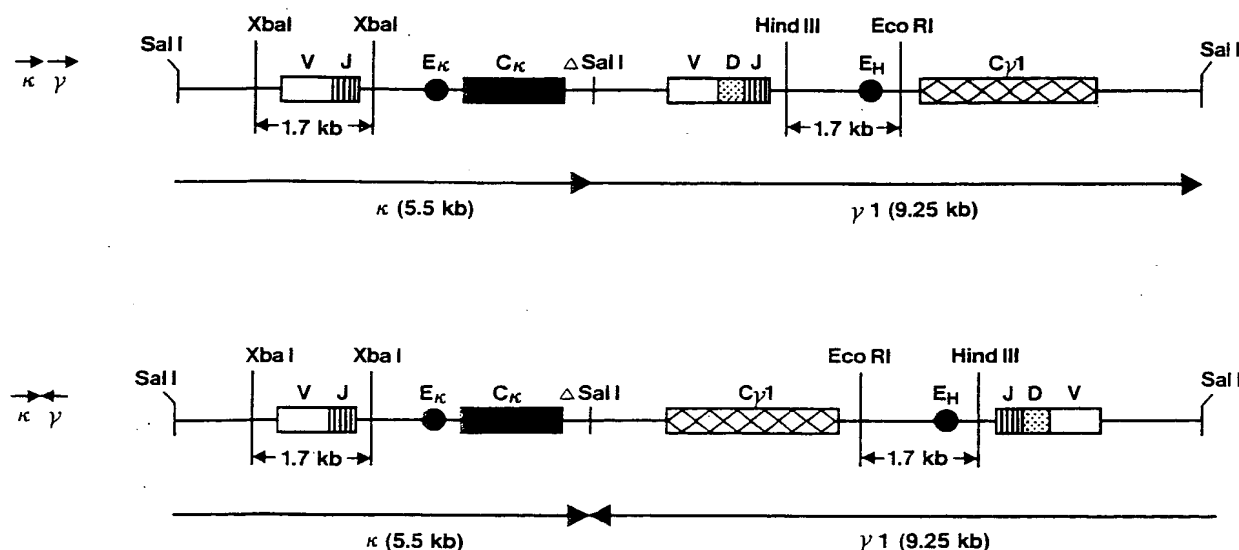 Sal I XbaI XbaI Hind III Eco RI Sal I
V J Eκ Cκ △ Sal I V D J EH Cγ1
κ γ
1.7 kb 1.7 kb
κ (5.5 kb) γ 1 (9.25 kb)
Sal I Xba I Xba I Eco RI Hind III Sal I
V J Eκ Cκ △ Sal I Cγ1 EH J D V
κ γ
1.7 kb 1.7 kb
κ (5.5 kb) γ 1 (9.25 kb)